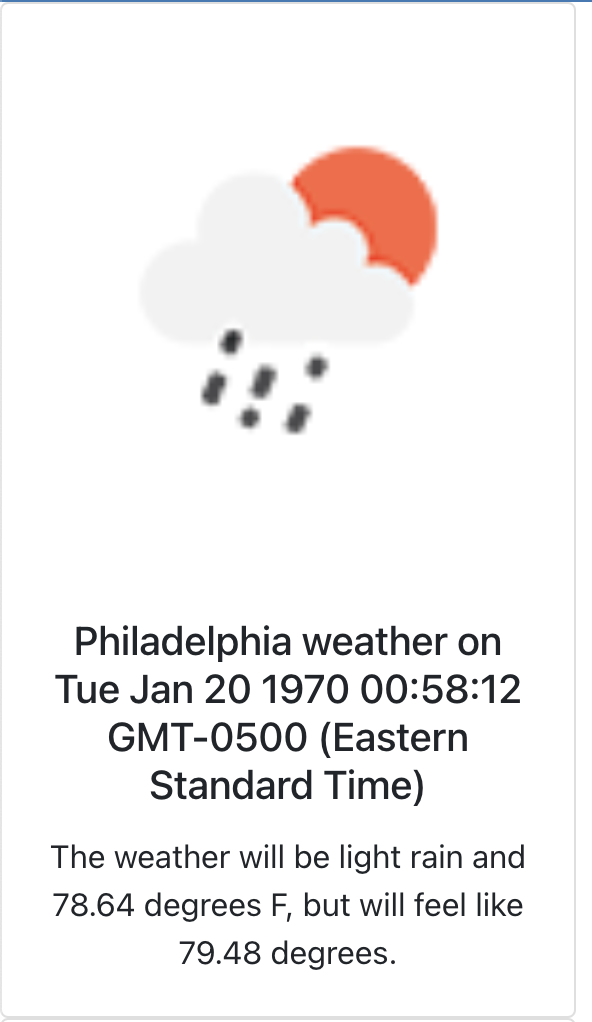 Philadelphia weather on
Tue Jan 20 1970 00:58:12
GMT-0500 (Eastern
Standard Time)
The weather will be light rain and
78.64 degrees F, but will feel like
79.48 degrees.